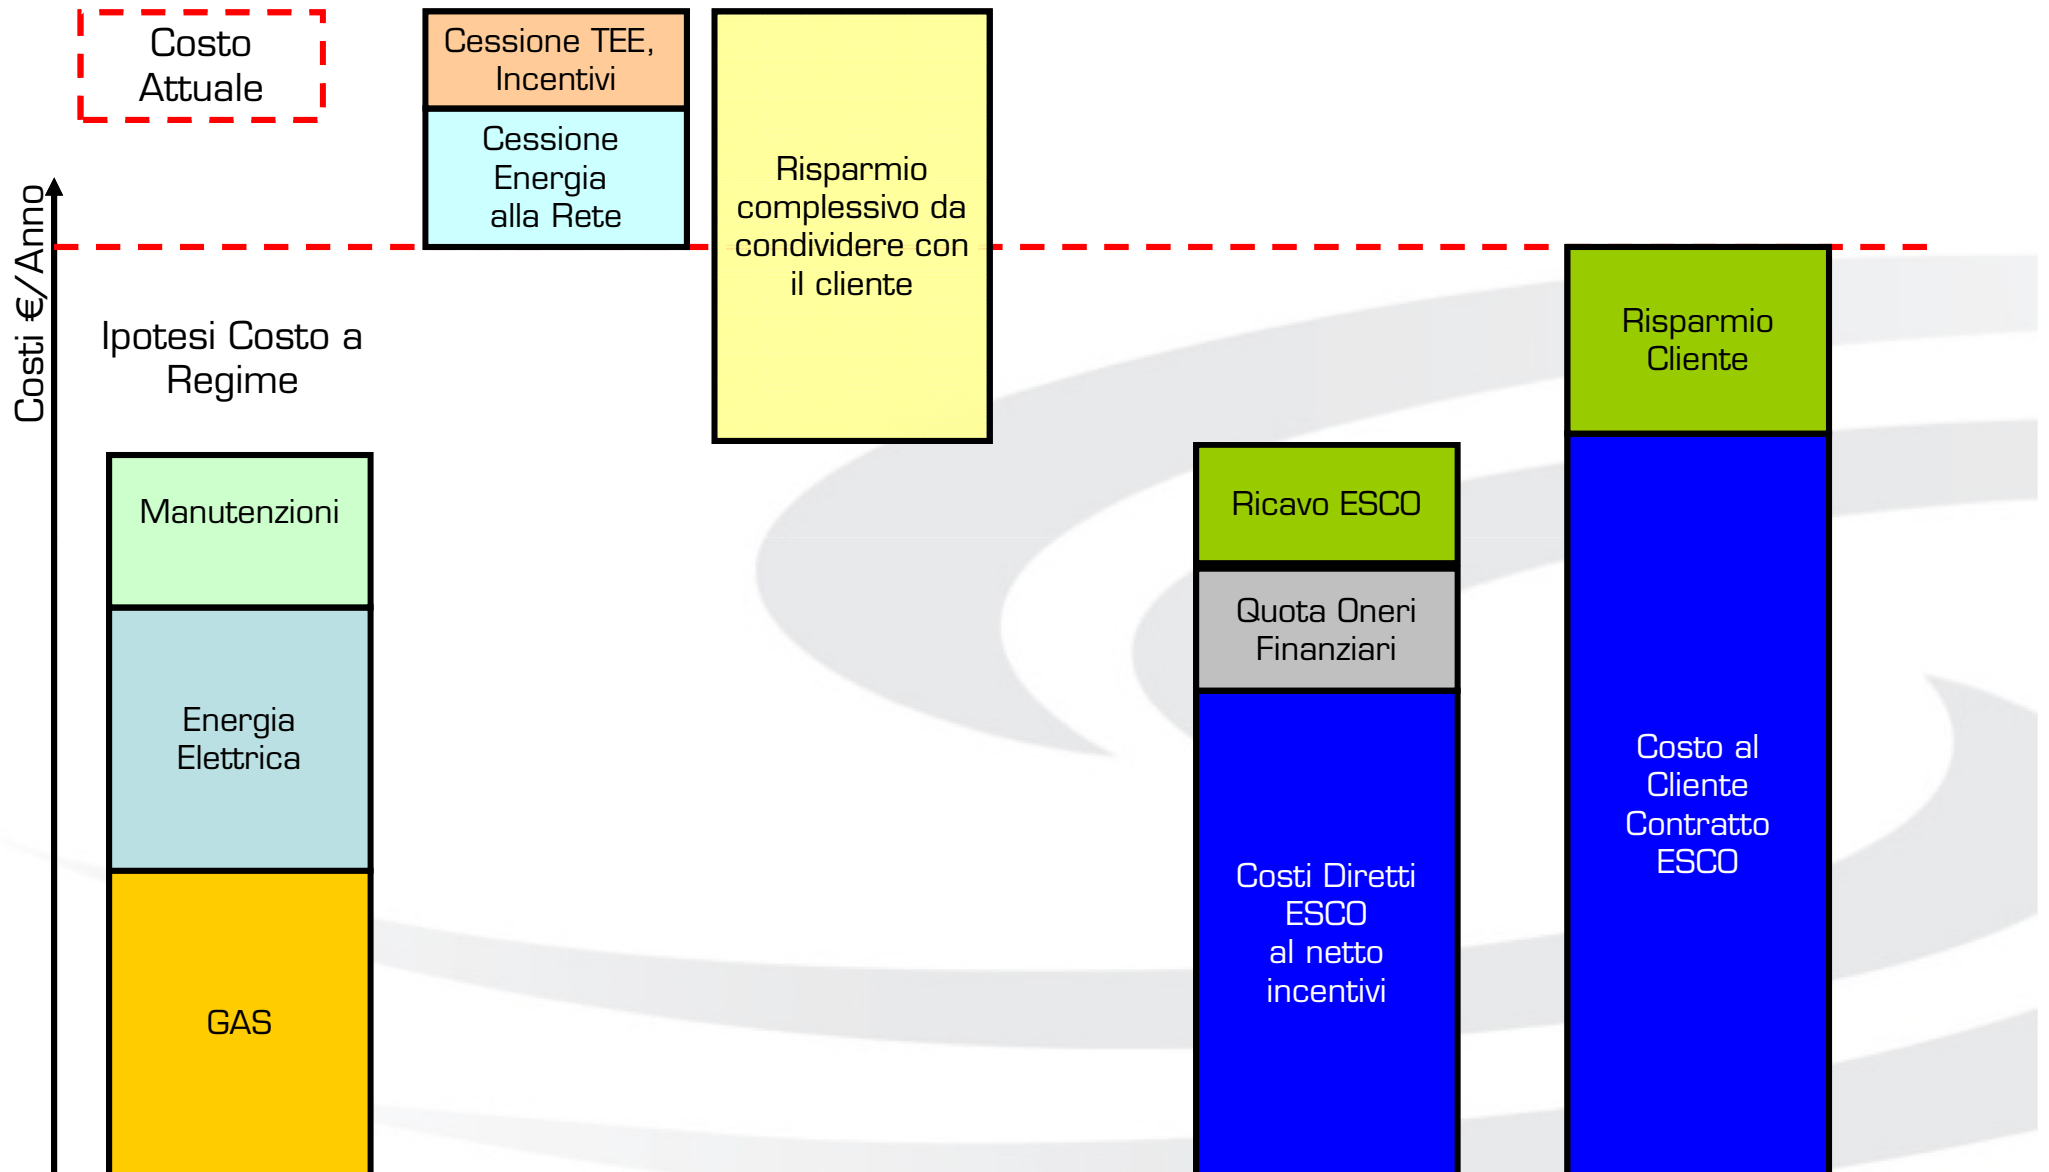 Costo
Attuale
Cessione TEE,
Incentivi
Cessione
Energia
alla Rete
Risparmio
complessivo da
condividere con
il cliente
Costi €/Anno
Ipotesi Costo a
Regime
Manutenzioni
Energia
Elettrica
GAS
Ricavo ESCO
Quota Oneri
Finanziari
Costi Diretti
ESCO
al netto
incentivi
Risparmio
Cliente
Costo al
Cliente
Contratto
ESCO